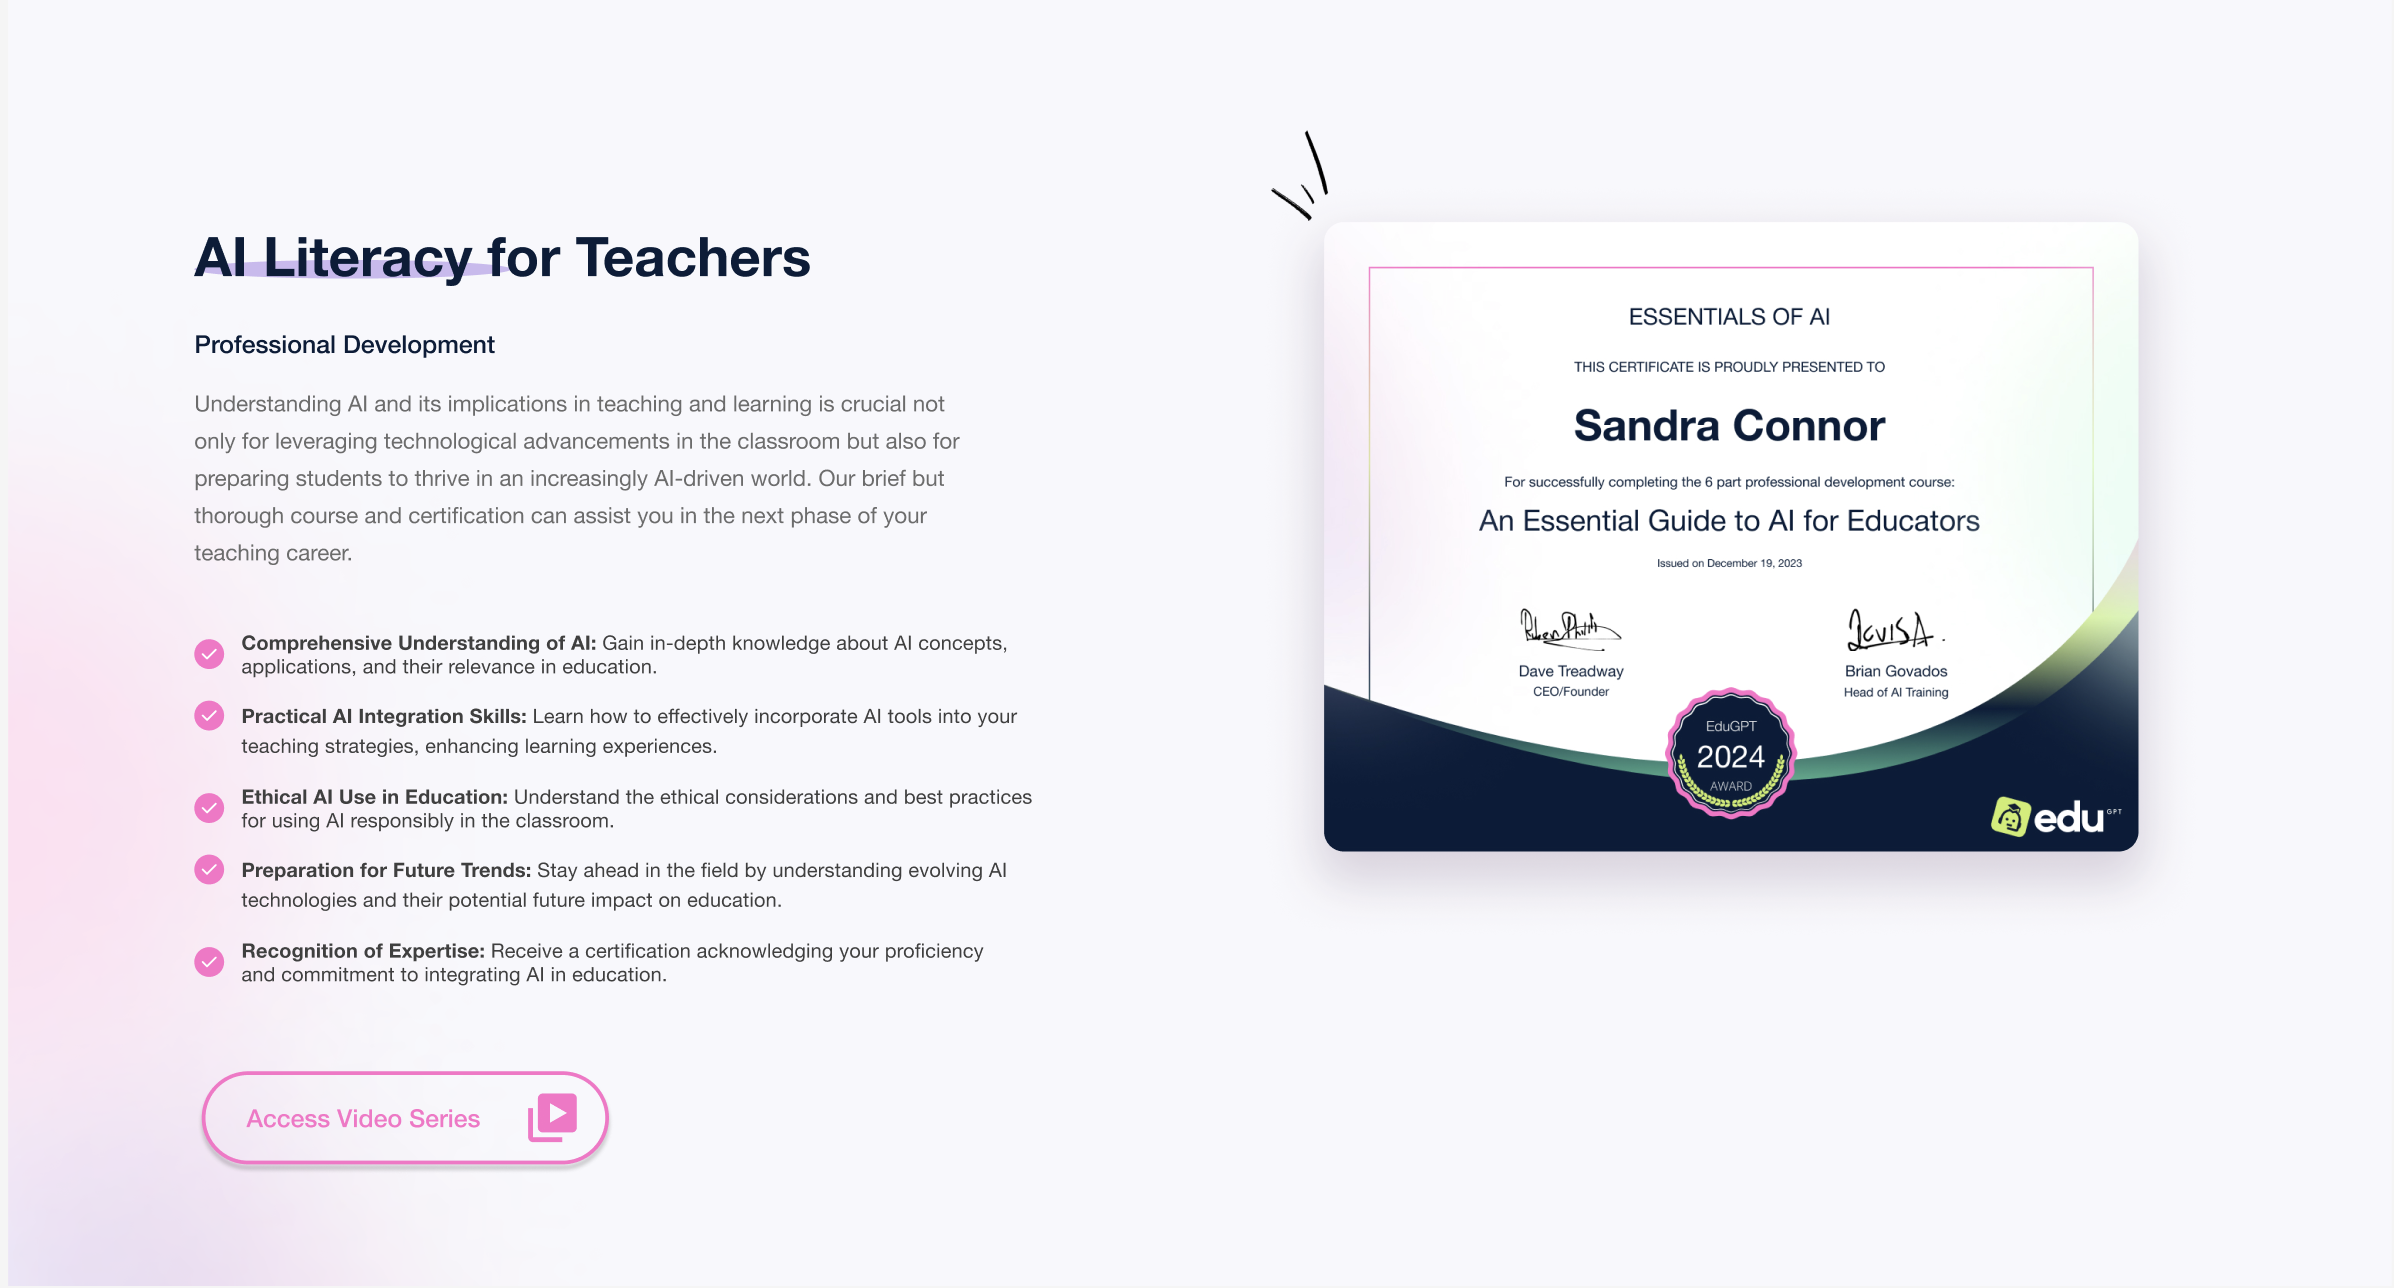 AI Literacy for Teachers
Professional Development
Understanding AI and its implications in teaching and learning is crucial not
only for leveraging technological advancements in the classroom but also for
preparing students to thrive in an increasingly AI-driven world. Our brief but
thorough course and certification can assist you in the next phase of your
teaching career.
Comprehensive Understanding of AI: Gain in-depth knowledge about AI concepts,
applications, and their relevance in education.
Practical AI Integration Skills: Learn how to effectively incorporate AI tools into your
teaching strategies, enhancing learning experiences.
Ethical AI Use in Education: Understand the ethical considerations and best practices
for using AI responsibly in the classroom.
Preparation for Future Trends: Stay ahead in the field by understanding evolving AI
technologies and their potential future impact on education.
Recognition of Expertise: Receive a certification acknowledging your proficiency
and commitment to integrating AI in education.
Access Video Series
ESSENTIALS OF AI
THIS CERTIFICATE IS PROUDLY PRESENTED TO
Sandra Connor
For successfully completing the 6 part professional development course:
An Essential Guide to AI for Educators
Issued on December 19, 2023
Dave Treadway
CEO/Founder
Brian Govados
Head of AI Training
EduGPT
2024
AWARD
edu GPT